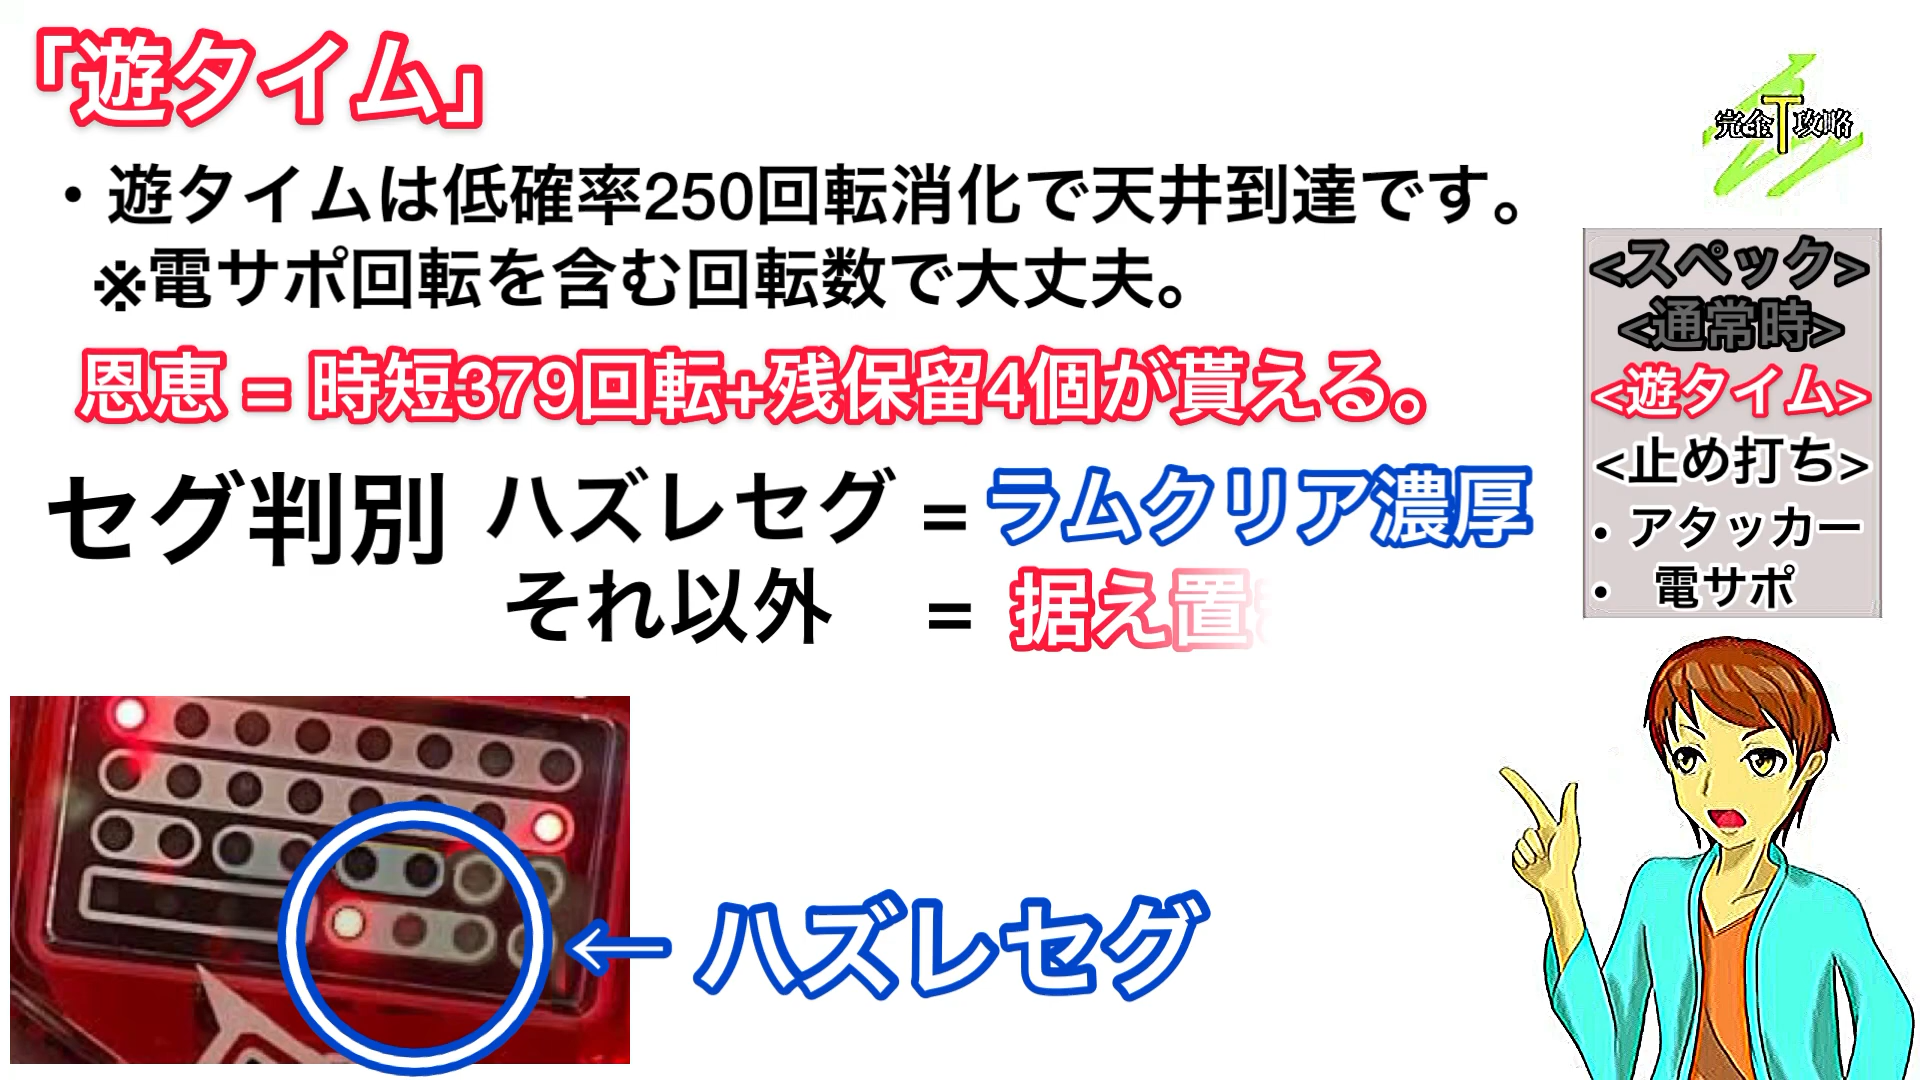 「遊タイム」
・遊タイムは低確率250回転消化で天井到達です。
※電サポ回転を含む回転数で大丈夫。
恩恵 = 時短379回転+残保留4個が貰える。
セグ判別 ハズレセグ = ラムクリア濃厚
それ以外 = 据え置
←ハズレセグ
完全T攻略
<スペック>
<通常時>
<遊タイム>
<止め打ち>
・アタッカー
・ 電サポ